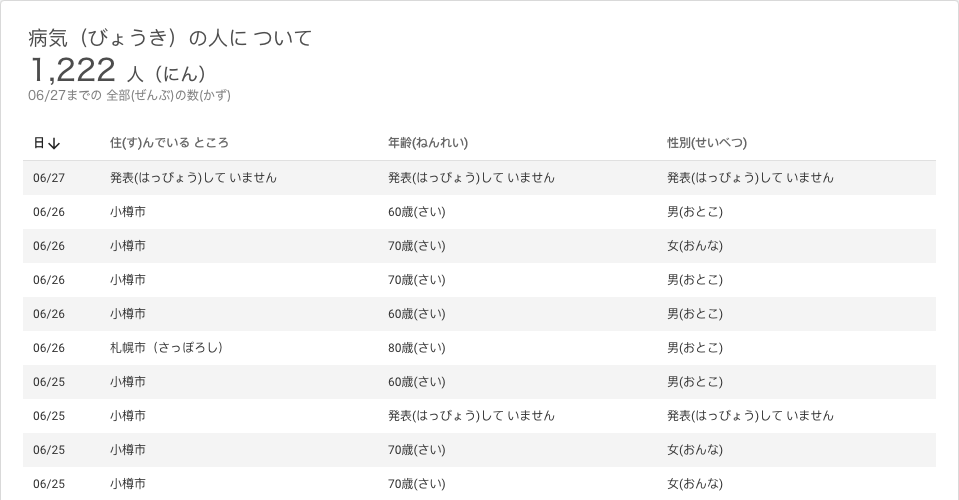 病気（びょうき）の人に ついて
1,222 人（にん）
06/27までの 全部(ぜんぶ)の数(かず)
日↓ 住(す)んでいる ところ 年齢(ねんれい) 性別(せいべつ)
06/27 発表(はっぴょう)して いません 発表(はっぴょう)して いません 発表(はっぴょう)して いません
06/26 小樽市 60歳(さい) 男(おとこ)
06/26 小樽市 70歳(さい) 女(おんな)
06/26 小樽市 70歳(さい) 男(おとこ)
06/26 小樽市 60歳(さい) 男(おとこ)
06/26 札幌市（さっぽろし） 80歳(さい) 男(おとこ)
06/25 小樽市 60歳(さい) 男(おとこ)
06/25 小樽市 発表(はっぴょう)して いません 発表(はっぴょう)して いません
06/25 小樽市 70歳(さい) 女(おんな)
06/25 小樽市 70歳(さい) 女(おんな)